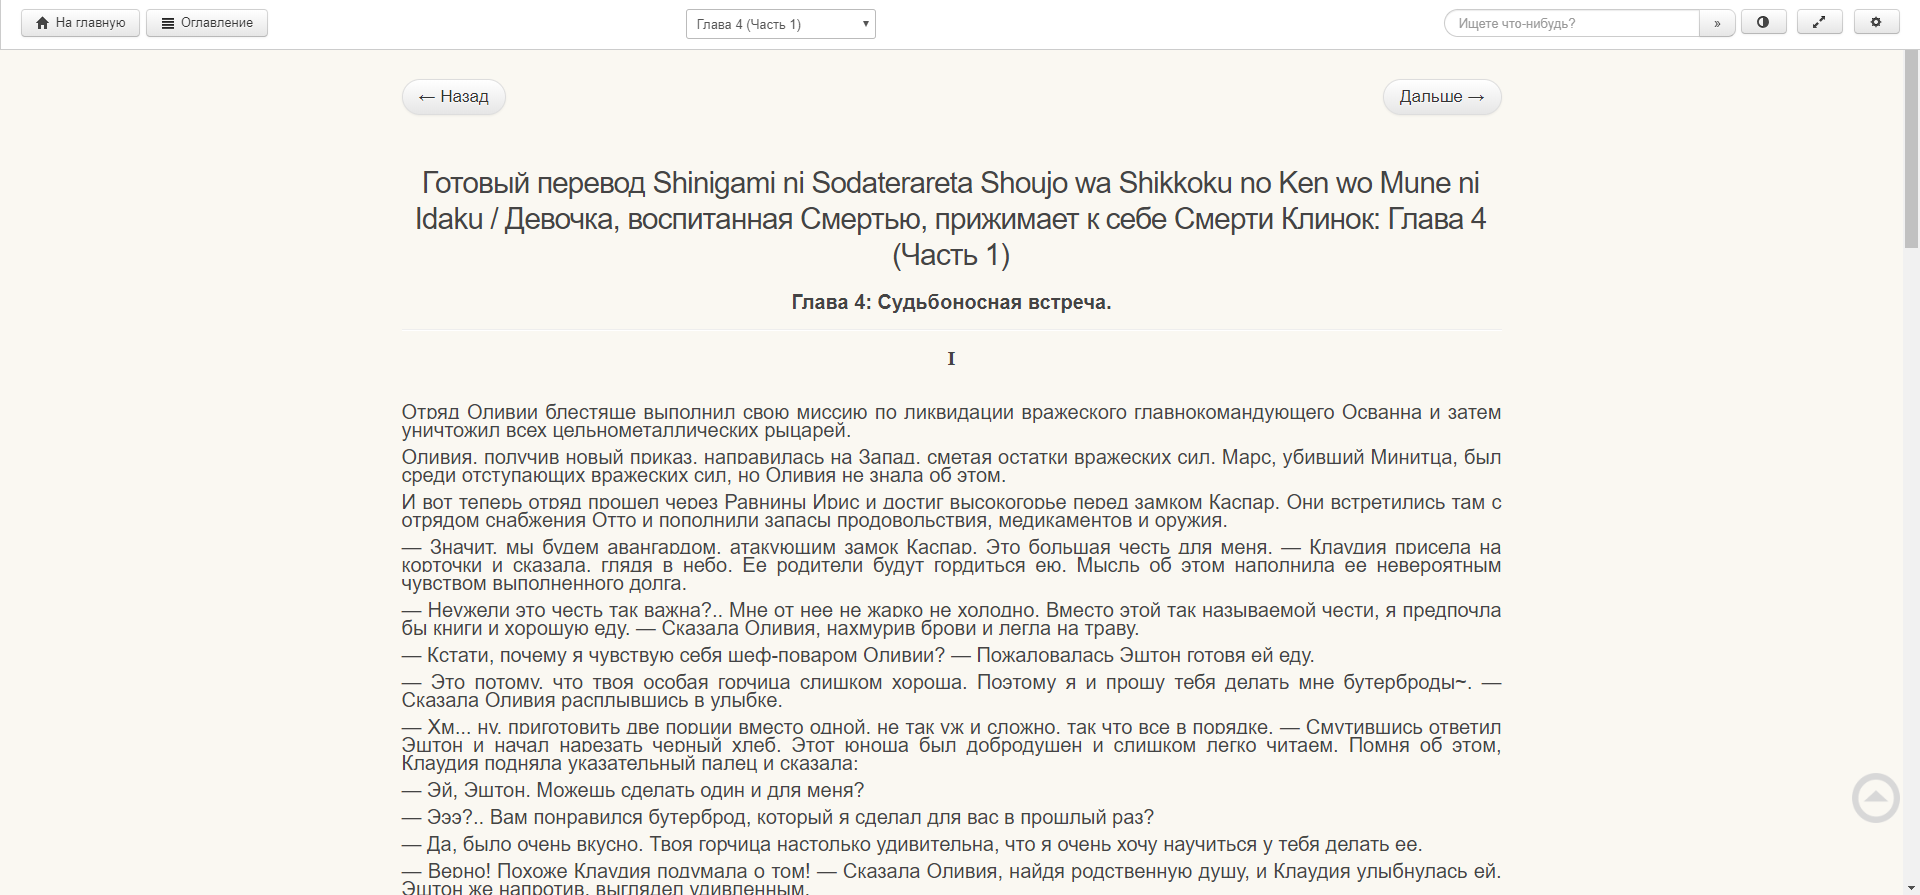 На главную
Оглавление
Глава 4 (Часть 1)
Ищете что-нибудь?
»
← Назад
Дальше →
Готовый перевод Shinigami ni Sodaterareta Shoujo wa Shikkoku no Ken wo Mune ni
Idaku / Девочка, воспитанная Смертью, прижимает к себе Смерти Клинок: Глава 4
(Часть 1)
Глава 4: Судьбоносная встреча.
I
Отряд Оливии блестяще выполнил свою миссию по ликвидации вражеского главнокомандующего Осванна и затем
уничтожил всех цельнометаллических рыцарей.
Оливия, получив новый приказ, направилась на Запад, сметая остатки вражеских сил. Марс, убивший Минитца, был
среди отступающих вражеских сил, но Оливия не знала об этом.
И вот теперь отряд прошел через Равнины Ирис и достиг высокогорье перед замком Каспар. Они встретились там с
отрядом снабжения Отто и пополнили запасы продовольствия, медикаментов и оружия.
— Значит, мы будем авангардом, атакующим замок Каспар. Это большая честь для меня. — Клаудия присела на
корточки и сказала, глядя в небо. Ее родители будут гордиться ею. Мысль об этом наполнила ее невероятным
чувством выполненного долга.
— Неужели это честь так важна?.. Мне от нее не жарко не холодно. Вместо этой так называемой чести, я предпочла
бы книги и хорошую еду. — Сказала Оливия, нахмурив брови и легла на траву.
— Кстати, почему я чувствую себя шеф-поваром Оливии? — Пожаловалась Эштон готовя ей еду.
— Это потому, что твоя особая горчица слишком хороша. Поэтому я и прошу тебя делать мне бутерброды~. —
Сказала Оливия расплывшись в улыбке.
— Хм... ну, приготовить две порции вместо одной, не так уж и сложно, так что все в порядке. — Смутившись ответил
Эштон и начал нарезать черный хлеб. Этот юноша был добродушен и слишком легко читаем. Помня об этом,
Клаудия подняла указательный палец и сказала:
— Эй, Эштон. Можешь сделать один и для меня?
— Эээ?.. Вам понравился бутерброд, который я сделал для вас в прошлый раз?
— Да, было очень вкусно. Твоя горчица настолько удивительна, что я очень хочу научиться у тебя делать ее.
— Верно! Похоже Клаудия подумала о том! — Сказала Оливия, найдя родственную душу, и Клаудия улыбнулась ей.
Эштон же напротив, выглядел удивленным.